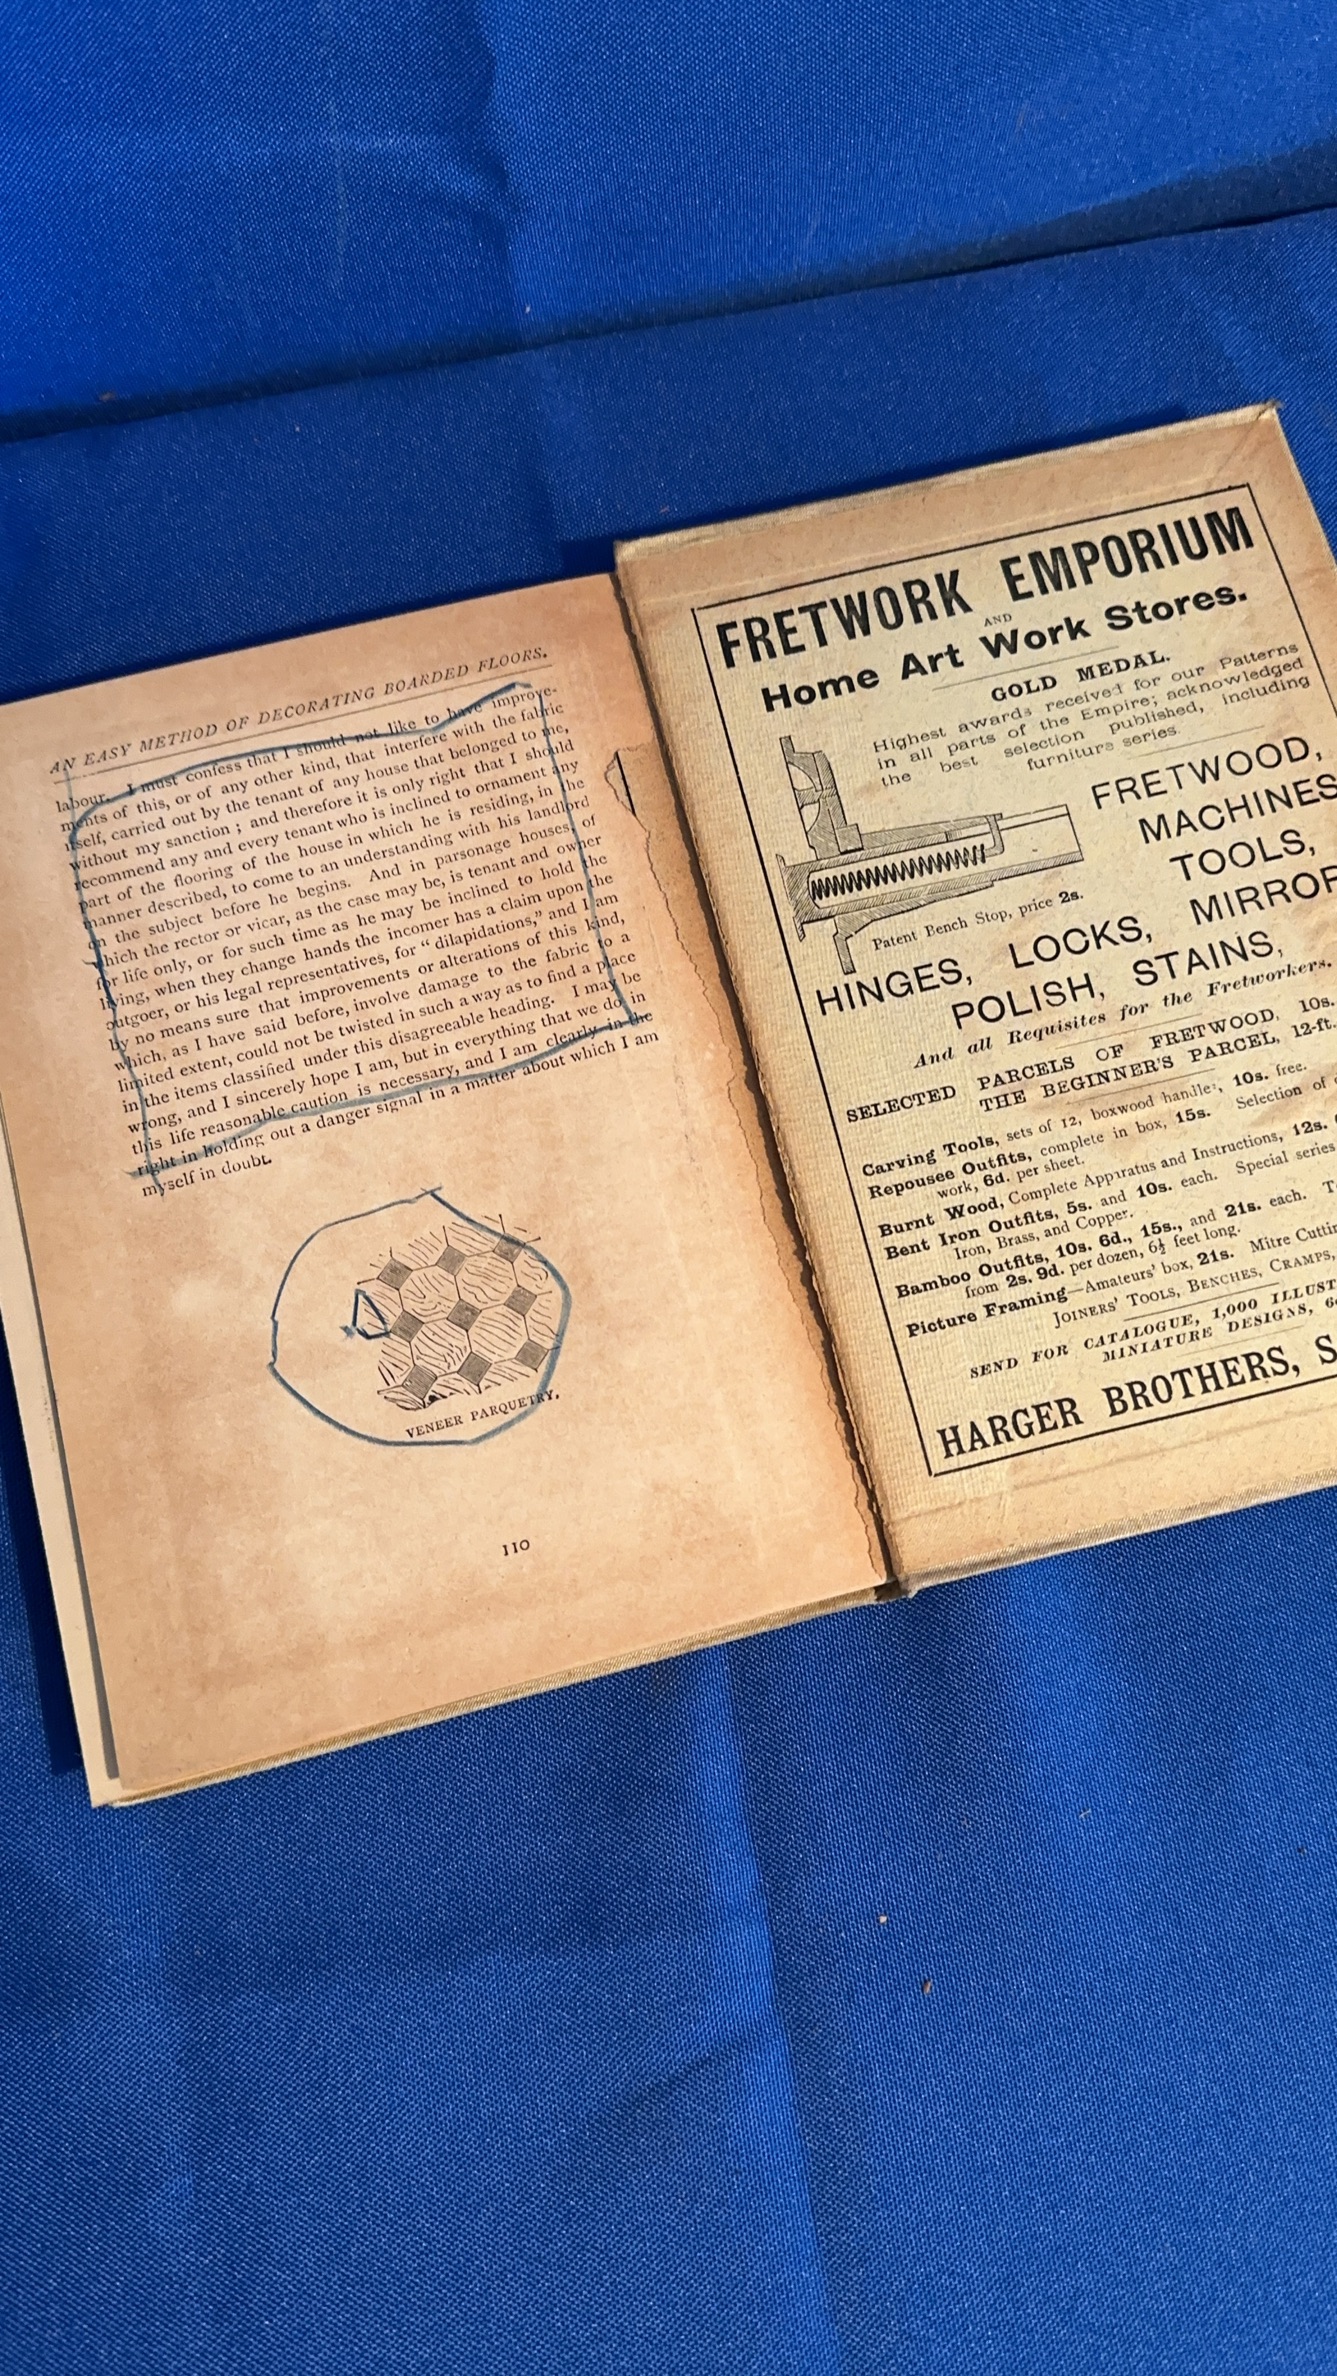 AN EASY METHOD OF DECORATING BOARDED FLOORS.
labour. I must confess that I should not like to have improve-
ments of this, or of any other kind, that interfere with the fabric
itself, carried out by the tenant of any house that belonged to me,
without my sanction ; and therefore it is only right that I should
recommend any and every tenant who is inclined to ornament any
part of the flooring of the house in which he is residing, in the
manner described, to come to an understanding with his landlord
on the subject before he begins. And in parsonage houses, of
which the rector or vicar, as the case may be, is tenant and owner
for life only, or for such time as he may be inclined to hold the
living, when they change hands the incomer has a claim upon the
outgoer, or his legal representatives, for “ dilapidations,” and I am
by no means sure that improvements or alterations of this kind,
which, as I have said before, involve damage to the fabric to a
limited extent, could not be twisted in such a way as to find a place
in the items classified under this disagreeable heading. I may be
wrong, and I sincerely hope I am, but in everything that we do in
this life reasonable caution is necessary, and I am clearly in the
right in holding out a danger signal in a matter about which I am
myself in doubt.
VENEER PARQUETRY.
110
FRETWORK EMPORIUM
AND
Home Art Work Stores.
GOLD MEDAL.
Highest awards received for our Patterns
in all parts of the Empire; acknowledged
the best selection published, including
furniture series.
FRETWOOD,
MACHINES
TOOLS,
Patent Bench Stop, price 2s.
HINGES, LOCKS, MIRROR
POLISH, STAINS,
And all Requisites for the Fretworkers.
SELECTED PARCELS OF FRETWOOD, 10s.
THE BEGINNER'S PARCEL, 12-ft.
Carving Tools, sets of 12, boxwood handles, 10s. free.
Repousee Outfits, complete in box, 15s. Selection of
work, 6d. per sheet.
Burnt Wood, Complete Apparatus and Instructions, 12s.
Bent Iron Outfits, 5s. and 10s. each. Special series
Iron, Brass, and Copper.
Bamboo Outfits, 10s. 6d., 15s., and 21s. each.
from 2s. 9d. per dozen, 6½ feet long.
Picture Framing—Amateurs' box, 21s. Mitre Cuttin
JOINERS' TOOLS, BENCHES, CRAMPS,
SEND FOR CATALOGUE, 1,000 ILLUST
MINIATURE DESIGNS,
HARGER BROTHERS, S